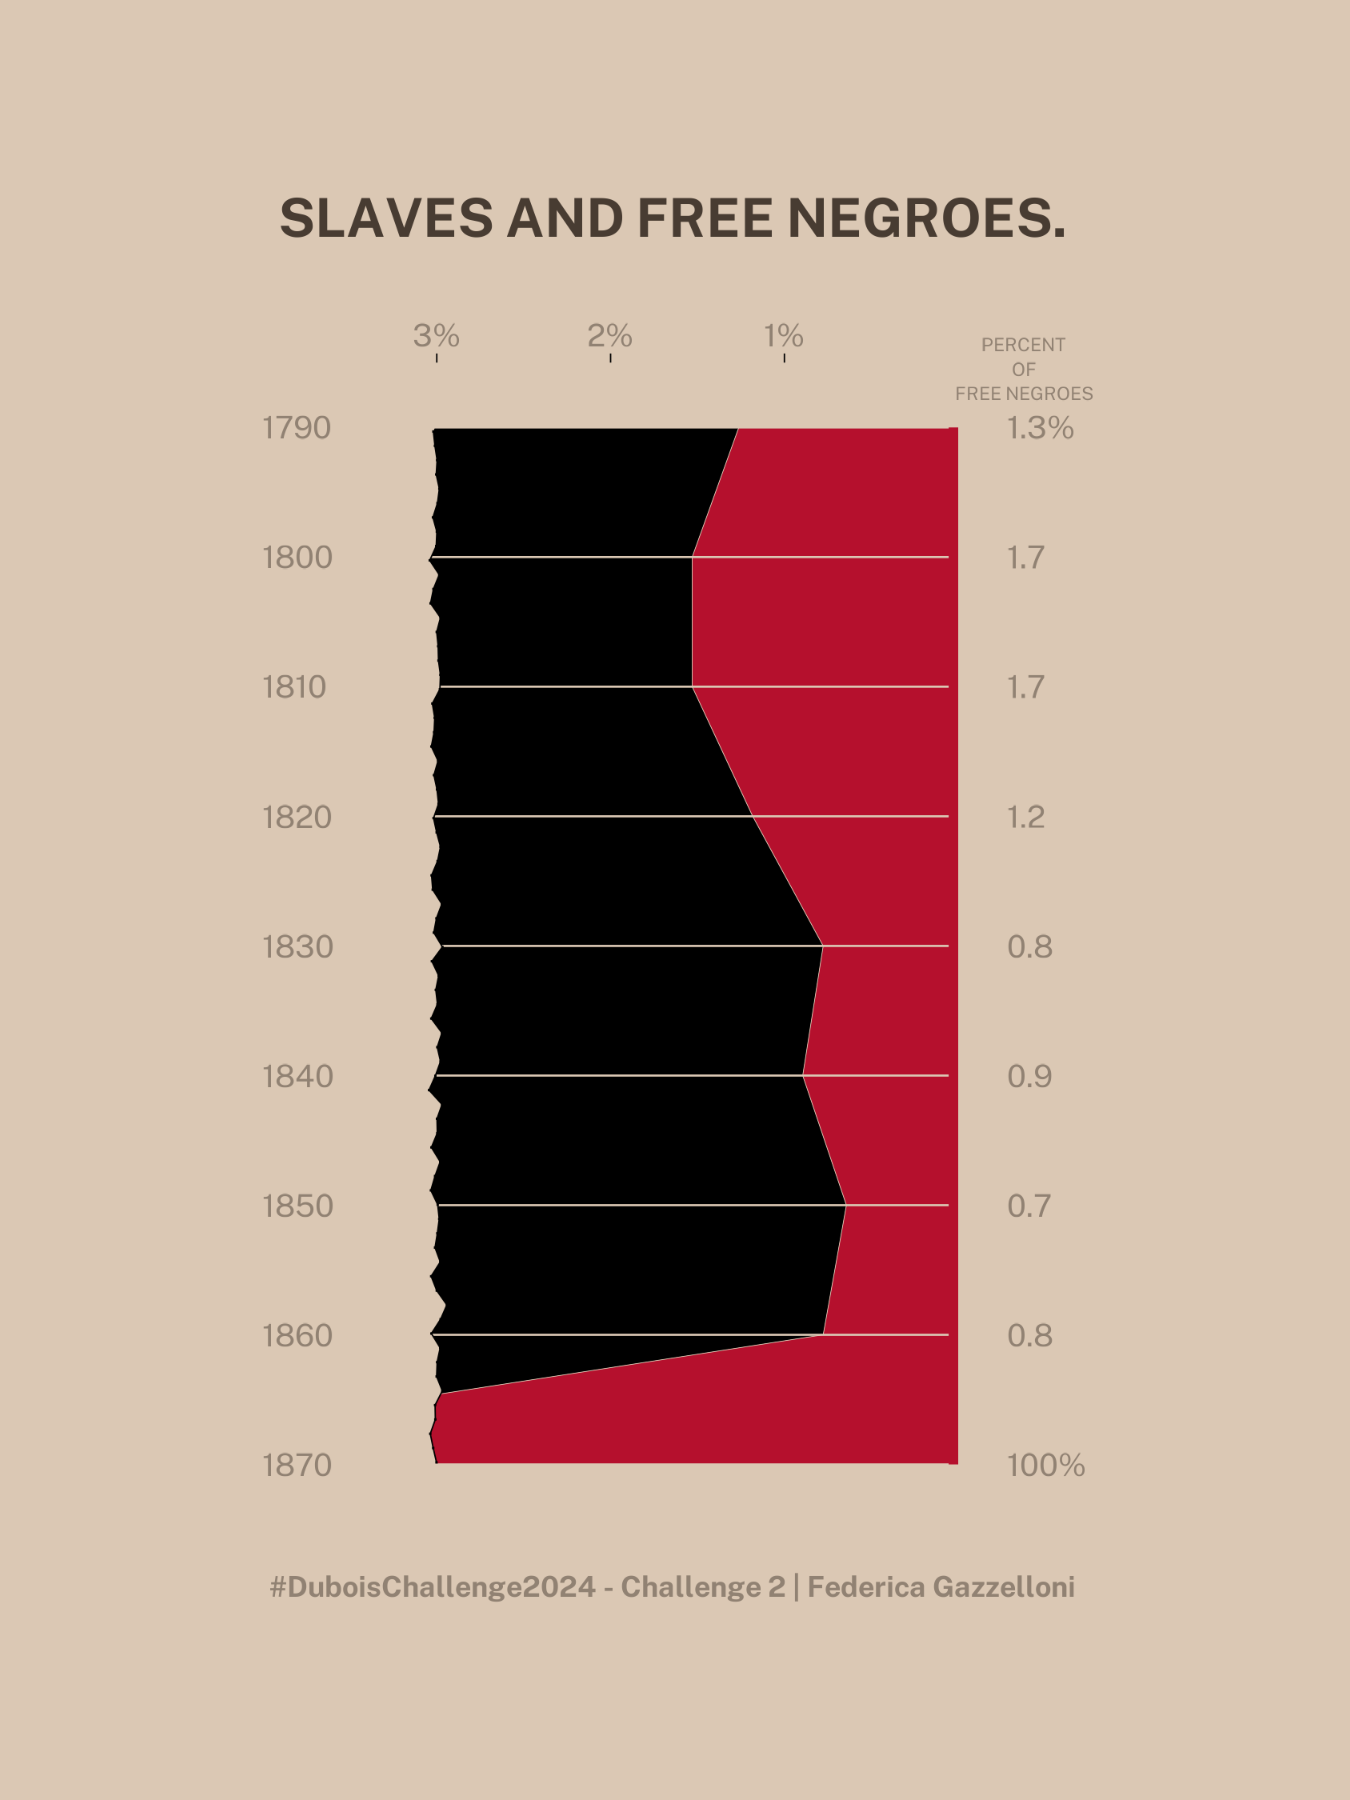 SLAVES AND FREE NEGROES.
3% 2% 1%
PERCENT
OF
FREE NEGROES
1790 1.3%
1800 1.7
1810 1.7
1820 1.2
1830 0.8
1840 0.9
1850 0.7
1860 0.8
1870 100%
#DuboisChallenge2024 - Challenge 2 | Federica Gazzelloni